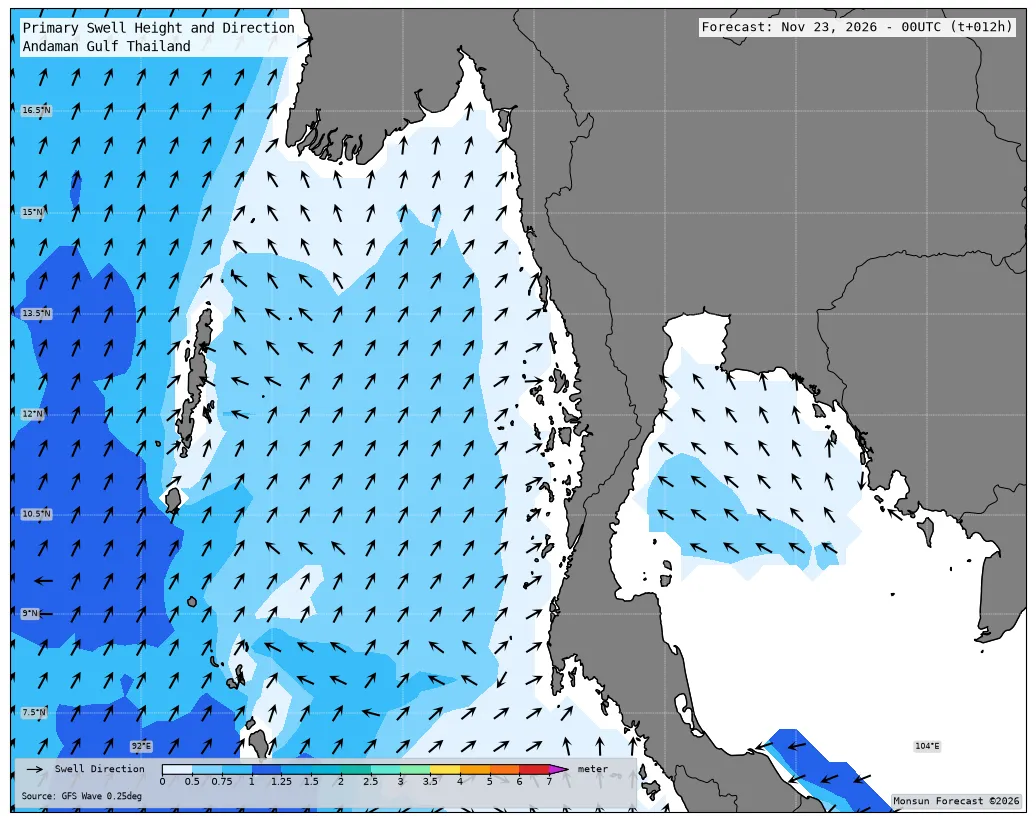 Primary Swell Height and Direction
Andaman Gulf Thailand
Forecast: Nov 23, 2026 - 00UTC (t+012h)
16.5°N
15°N
13.5°N
12°N
10.5°N
9°N
7.5°N
92°E
104°E
Swell Direction
0 0.5 0.75 1.25 1.5 2 2.5 3 3.5 4 5 6 7
meter
Source: GFS Wave 0.25deg
Monsun Forecast ©2026